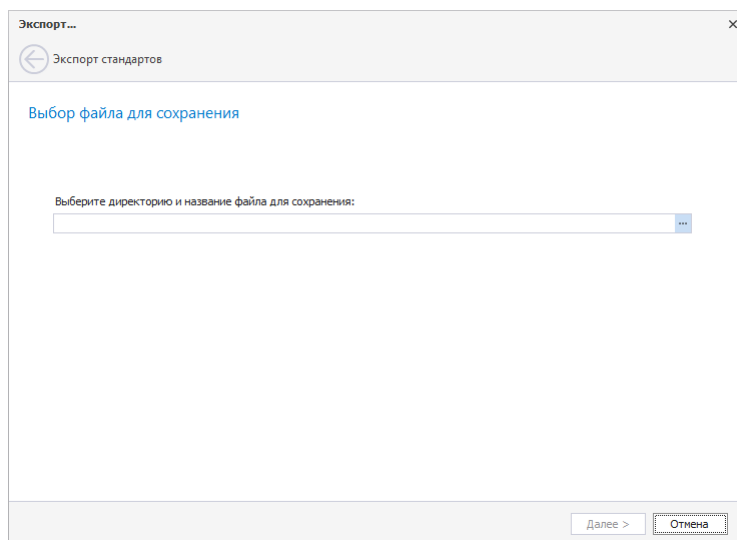 Экспорт...
Экспорт стандартов
Выбор файла для сохранения
Выберите директорию и название файла для сохранения:
...
Далее >
Отмена